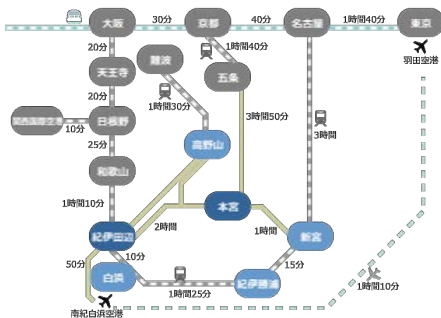 30分
40分
1時間40分
大阪
京都
名古屋
東京
20分
1時間40分
羽田空港
天王寺
難波
五条
20分
1時間30分
3時間50分
関西国際空港
10分
日根野
3時間
25分
高野山
和歌山
1時間10分
本宮
紀伊田辺
2時間
1時間
新宮
50分
10分
15分
白浜
紀伊勝浦
1時間10分
1時間25分
南紀白浜空港